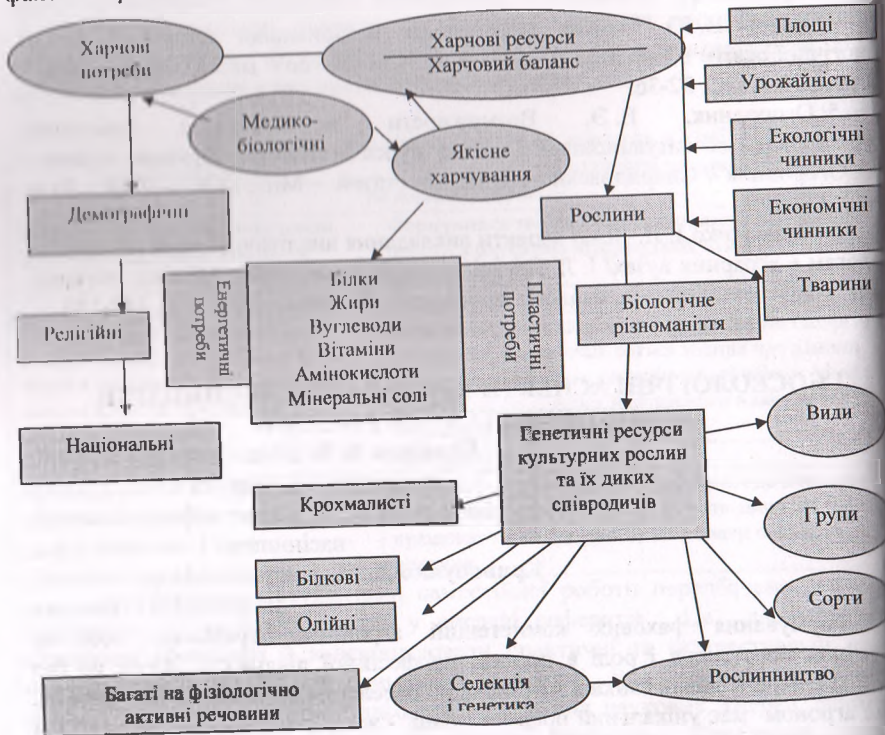 Харчові
потреби
Харчові ресурси
Харчовий баланс
Площі
Урожайність
Екологічні
чинники
Економічні
чинники
Медико-
біологічні
Якісне
харчування
Демографічні
Рослини
Тварини
Біологічне
різноманіття
Релігійні
Енергетичні
потреби
Білки
Жири
Вуглеводи
Вітаміни
Амінокислоти
Мінеральні солі
Пластичні
потреби
Національні
Генетичні ресурси
культурних рослин
та їх диких
співродичів
Види
Групи
Сорти
Крохмалисті
Білкові
Олійні
Багаті на фізіологічно
активні речовини
Селекція
і генетика
Рослинництво